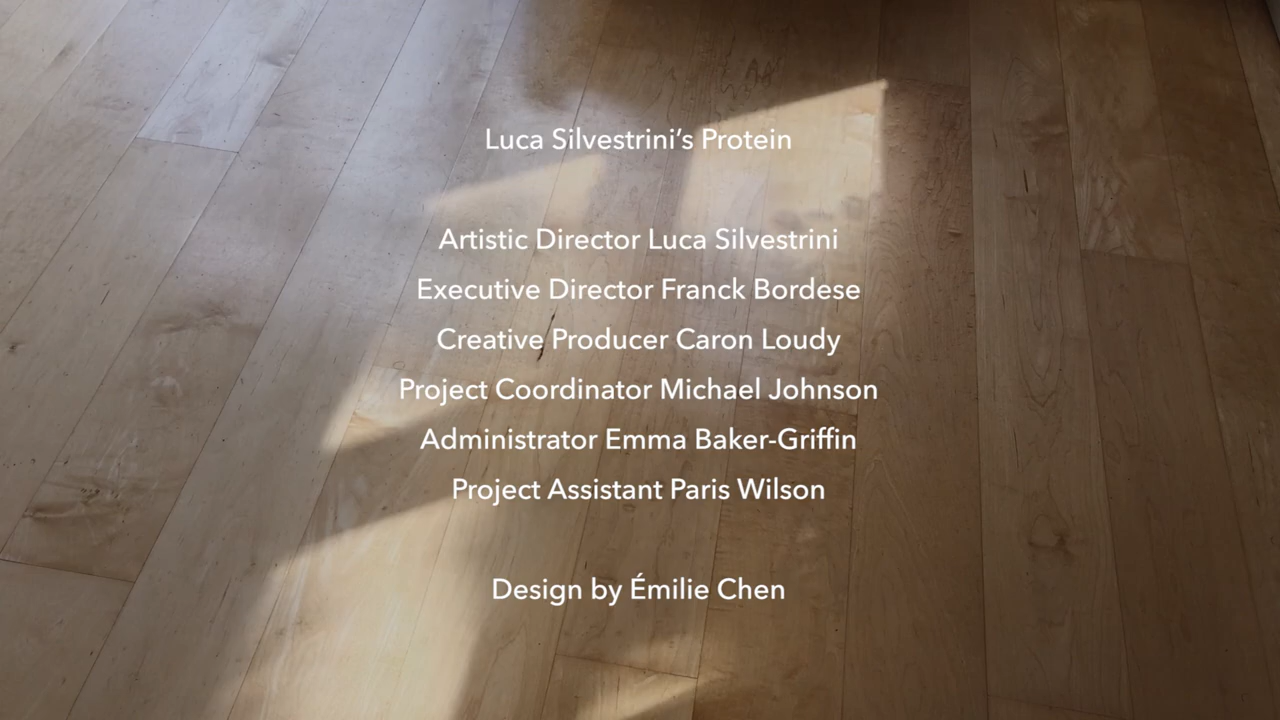 Luca Silvestrini’s Protein
Artistic Director Luca Silvestrini
Executive Director Franck Bordese
Creative Producer Caron Loudy
Project Coordinator Michael Johnson
Administrator Emma Baker-Griffin
Project Assistant Paris Wilson
Design by Émilie Chen